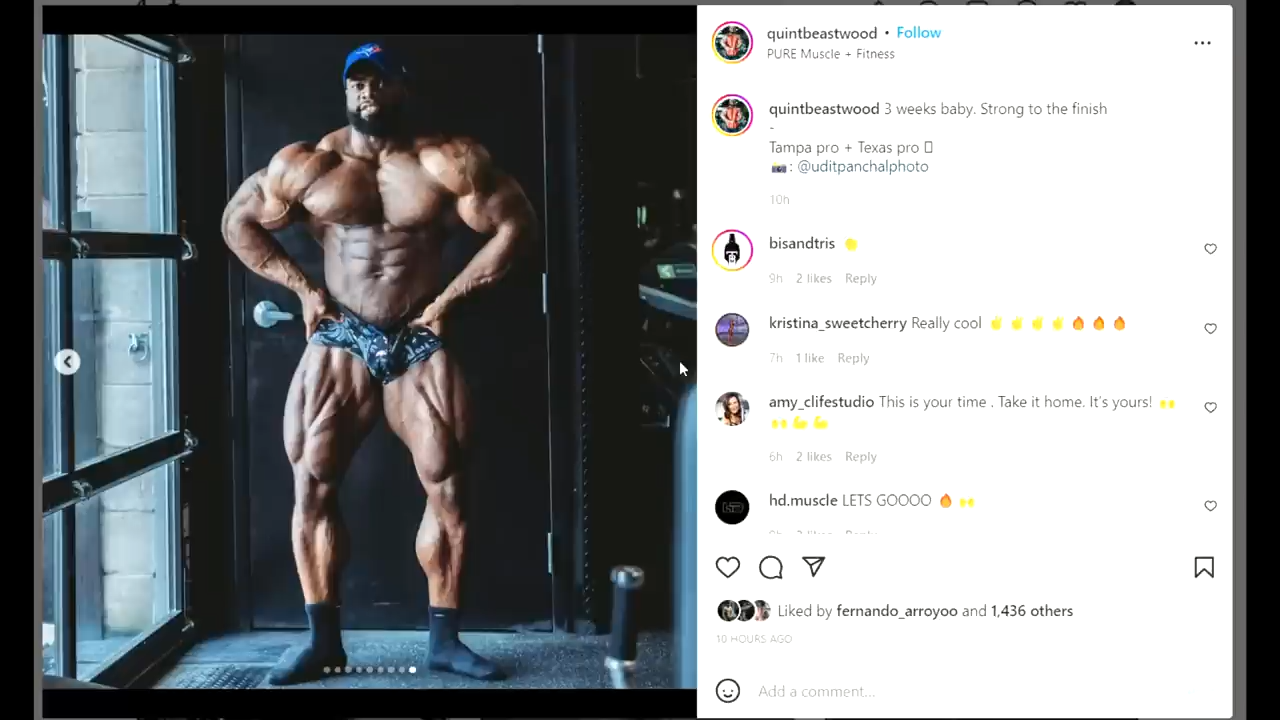 quintbeastwood • Follow
PURE Muscle + Fitness
quintbeastwood 3 weeks baby. Strong to the finish
-
Tampa pro + Texas pro
📸: @uditpanchalphoto
10h
bisandtris
9h 2 likes Reply
kristina_sweetcherry Really cool ✌✌✌✌🔥🔥🔥
7h 1 like Reply
amy_clifestudio This is your time . Take it home. It's yours! 🙌
🙌💪💪
6h 2 likes Reply
hd.muscle LETS GOOOO 🔥🙌
Liked by fernando_arroyoo and 1,436 others
10 HOURS AGO
Add a comment...